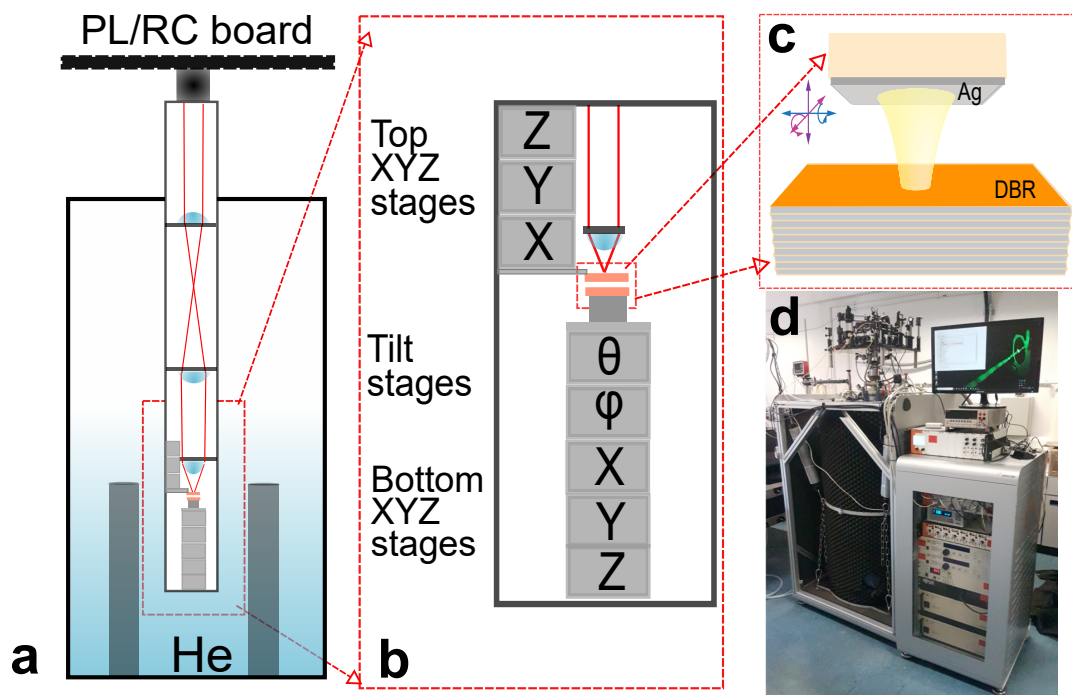 PL/RC board
a
He
b
Top
XYZ
stages
Z
Y
X
Tilt
stages
θ
φ
Bottom
XYZ
stages
X
Y
Z
c
Ag
DBR
d